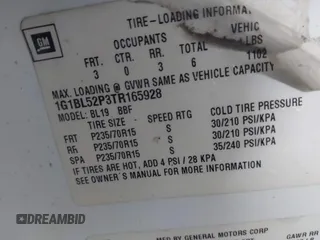 GM
TIRE-LOADING INFORMA
OCCUPANTS VEHIC
FRT CTR. RR. TOTAL LBS
3 0 3 6 1102
MAX. LOADING @ GVWR SAME AS VEHICLE CAPACITY
1G1BL52P3TR165928
BL19 BBF
TIRE SIZE SPEED RTG COLD TIRE PRESSURE
FRT P235/70R15 S 30/210 PSI/KPA
RR P235/70R15 S 30/210 PSI/KPA
SPA P235/70R15 S 35/240 PSI/KPA
IF TIRES ARE HOT, ADD 4 PSI / 28 KPA
SEE OWNER'S MANUAL FOR MORE INFORMATION
BY GENERAL MOTORS CORP
GAWR RR
DREAMBID